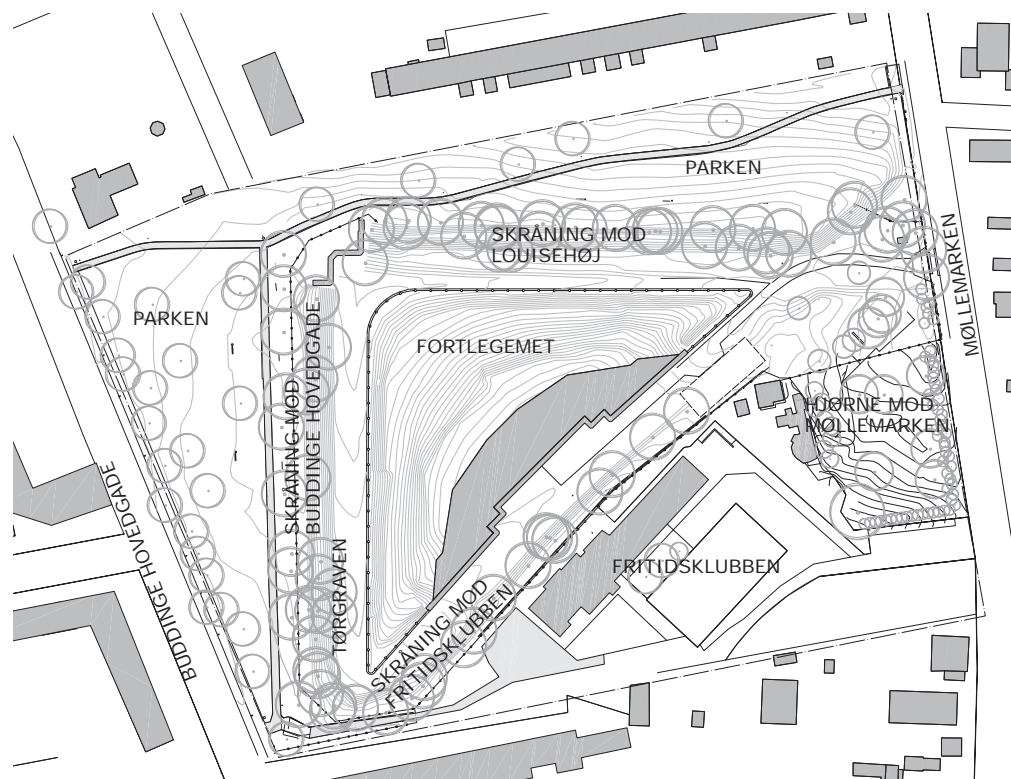 PARKEN
SKRÅNING MOD
LOUISEHØJ
MØLLEMARKEN
PARKEN
FORTLEGEMET
SKRÅNING MOD
BUDDINGE HOVEDGADE
HJØRNE MOD
MØLLEMARKEN
BUDDINGE HOVEDGADE
TØRGRAVEN
SKRÅNING MOD
FRITIDSKLUBBEN
FRITIDSKLUBBEN